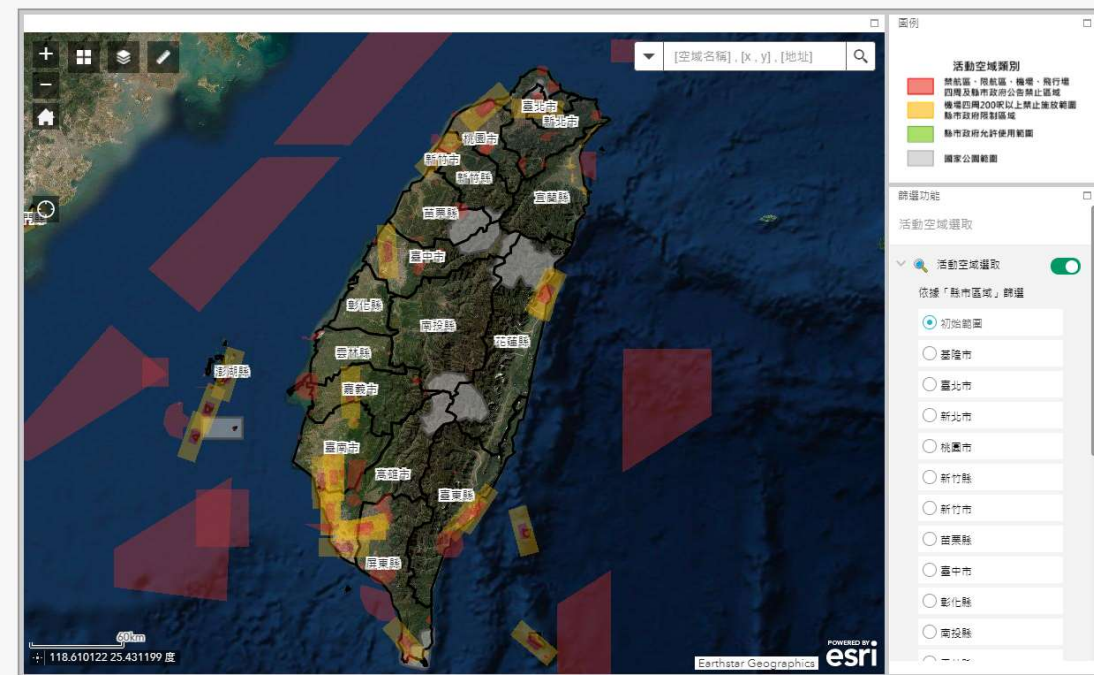 +
−
[空域名稱] , [x , y] , [地址]
臺北市
新北市
桃園市
新竹市
新竹縣
宜蘭縣
苗栗縣
臺中市
彰化縣
南投縣
花蓮縣
雲林縣
澎湖縣
嘉義市
臺南市
高雄市
臺東縣
屏東縣
60km
118.610122 25.431199 度
Earthstar Geographics
POWERED BY
esri
圖例
活動空域類別
禁航區、限航區、機場、飛行場
四周及縣市政府公告禁止區域
機場四周200呎以上禁止施放範圍
縣市政府限制區域
縣市政府允許使用範圍
國家公園範圍
篩選功能
活動空域選取
活動空域選取
依據「縣市區域」篩選
初始範圍
基隆市
臺北市
新北市
桃園市
新竹縣
新竹市
苗栗縣
臺中市
彰化縣
南投縣